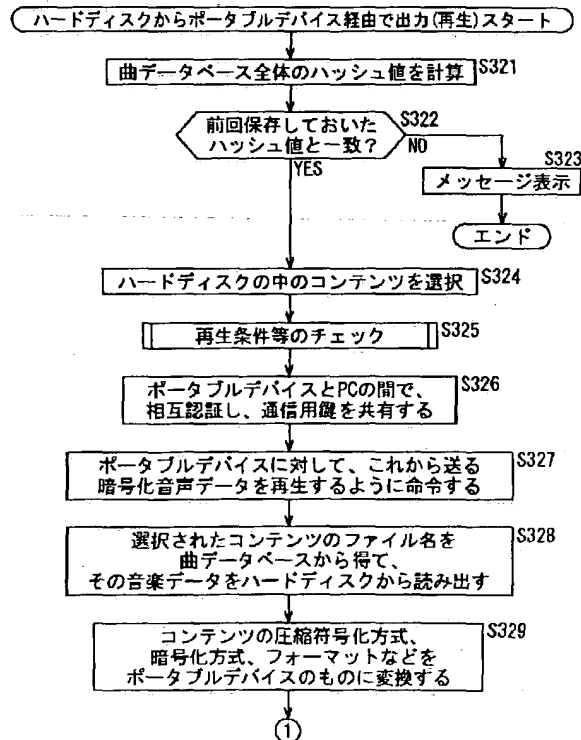 ハードディスクからポータブルデバイス経由で出力(再生)スタート
曲データベース全体のハッシュ値を計算 S321
前回保存しておいた S322
ハッシュ値と一致？ NO
YES
S323
メッセージ表示
エンド
ハードディスクの中のコンテンツを選択 S324
再生条件等のチェック S325
ポータブルデバイスとPCの間で、 S326
相互認証し、通信用鍵を共有する
ポータブルデバイスに対して、これから送る S327
暗号化音声データを再生するように命令する
選択されたコンテンツのファイル名を S328
曲データベースから得て、
その音楽データをハードディスクから読み出す
コンテンツの圧縮符号化方式、 S329
暗号化方式、フォーマットなどを
ポータブルデバイスのものに変換する
①